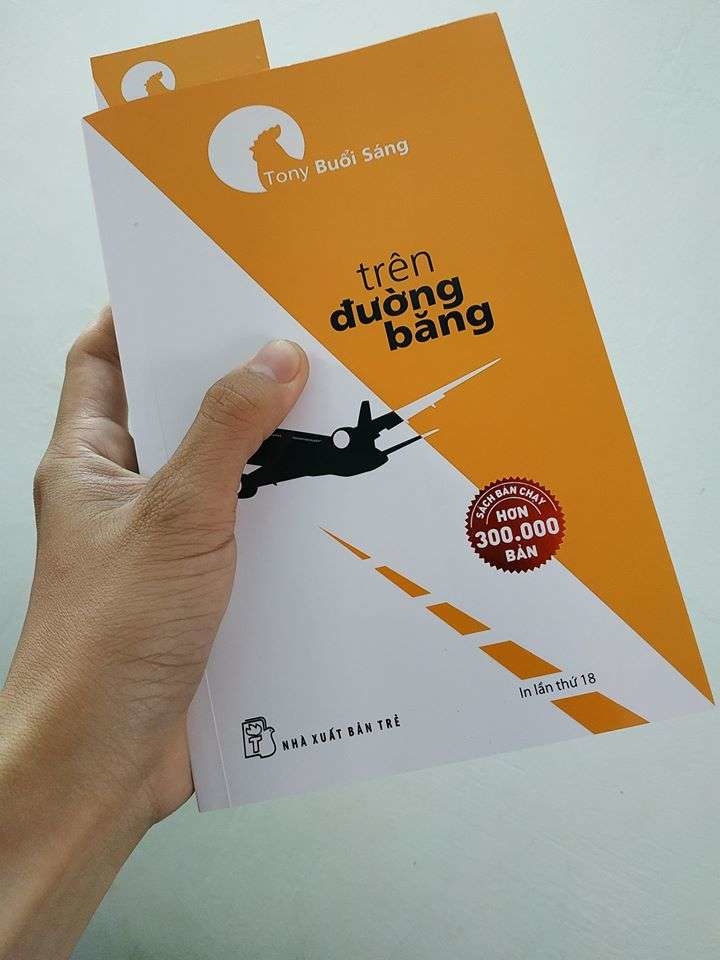 Tony Buổi Sáng
trên
đường
băng
SÁCH BÁN CHẠY
HƠN
300.000
BẢN
In lần thứ 18
NHÀ XUẤT BẢN TRẺ